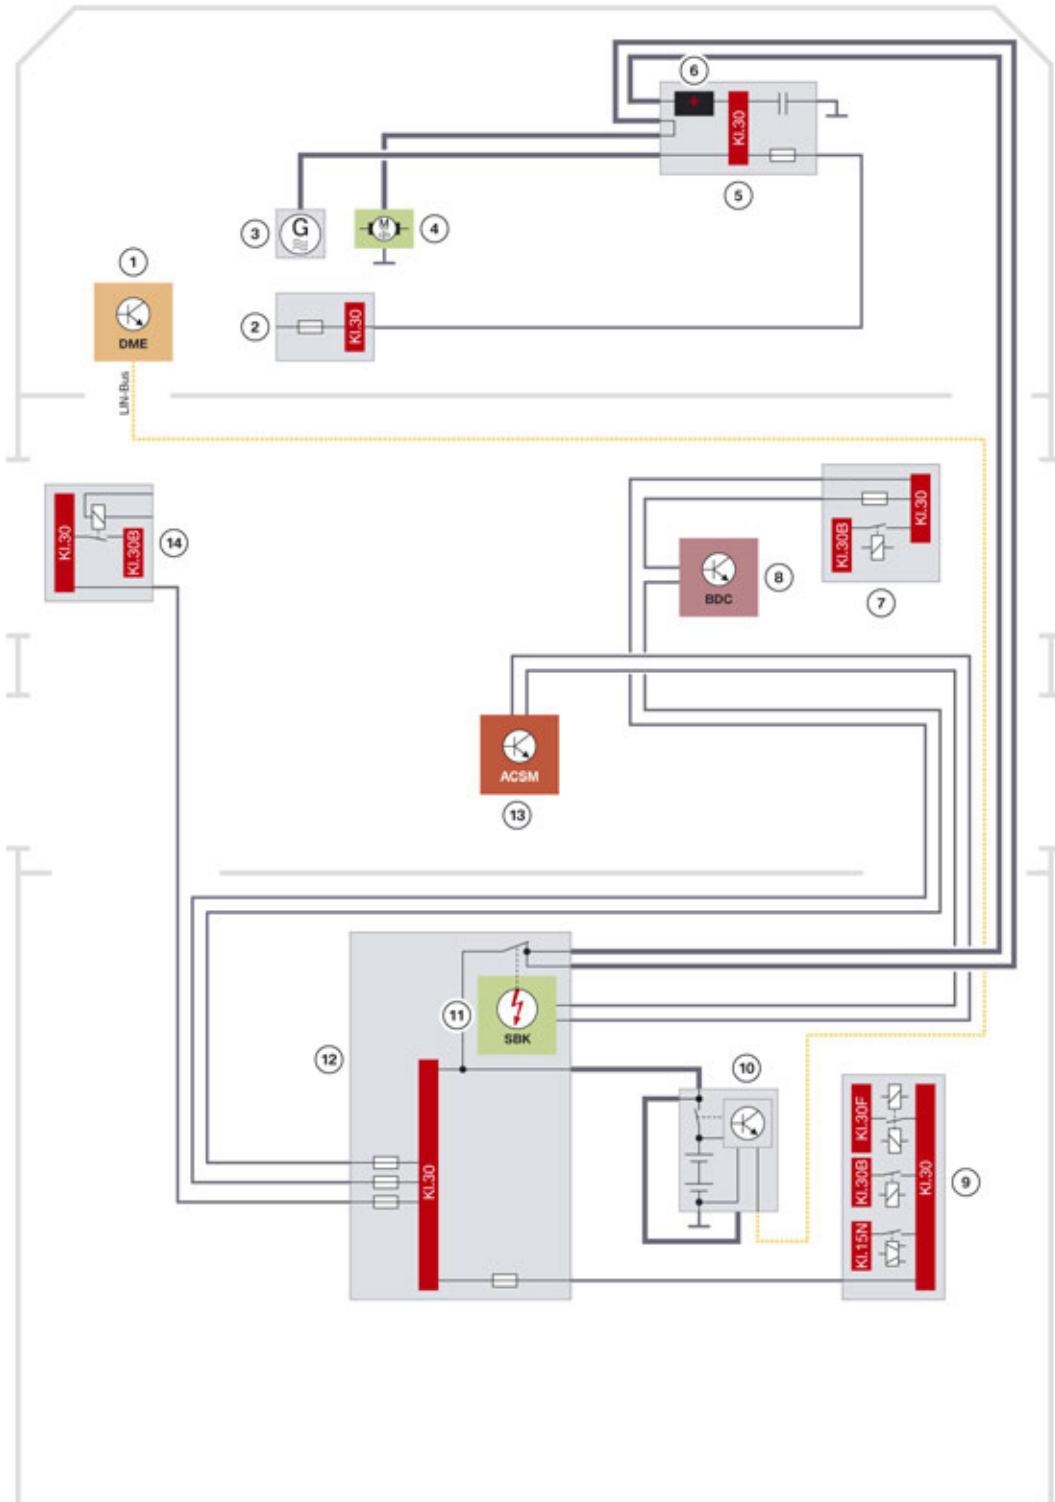 6
+
Kl.30
5
3
G
M
4
1
DME
2
Kl.30
LIN-Bus
Kl.30
Kl.30B
14
Kl.30
Kl.30B
7
BDC
8
ACSM
13
11
SBK
12
10
Kl.30
Kl.30F
Kl.30B
Kl.15N
Kl.30
9